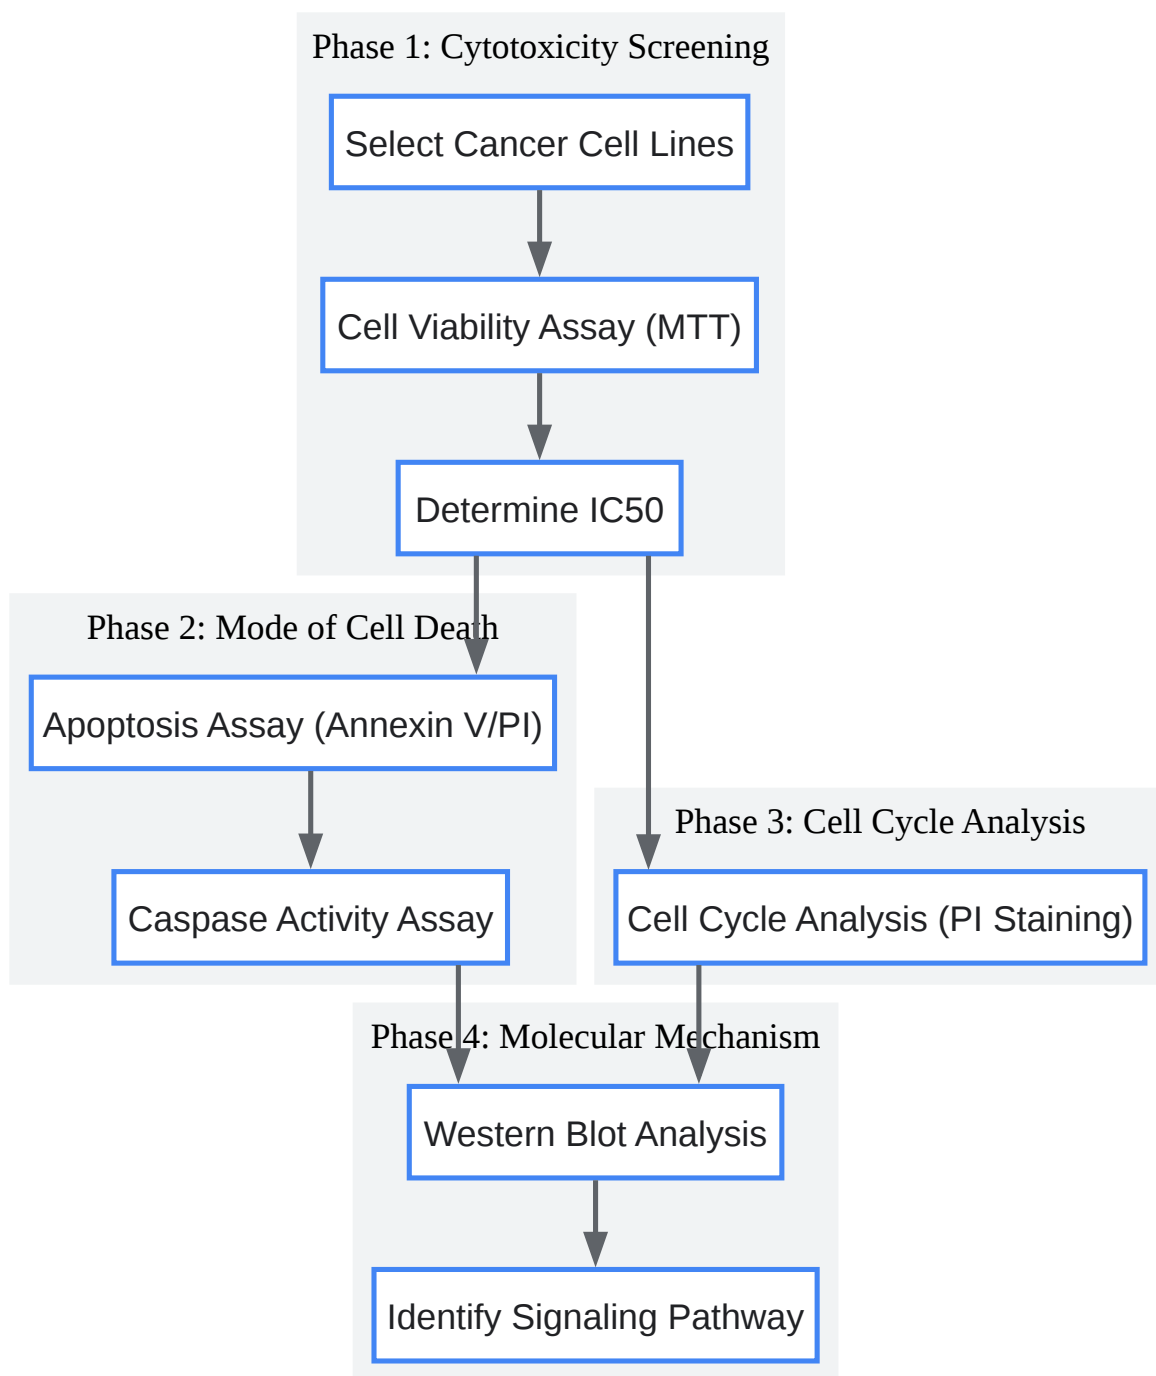 Phase 1: Cytotoxicity Screening
Select Cancer Cell Lines
Cell Viability Assay (MTT)
Determine IC50
Phase 2: Mode of Cell Death
Apoptosis Assay (Annexin V/PI)
Caspase Activity Assay
Phase 3: Cell Cycle Analysis
Cell Cycle Analysis (PI Staining)
Phase 4: Molecular Mechanism
Western Blot Analysis
Identify Signaling Pathway